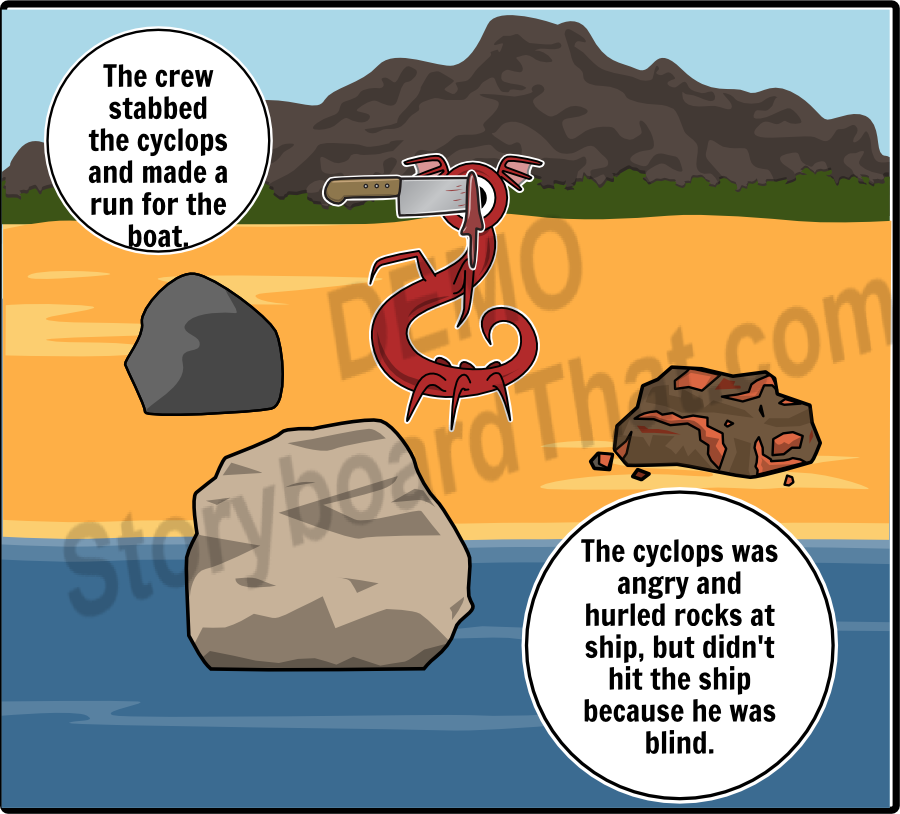 The crew
stabbed
the cyclops
and made a
run for the
boat.
DEMO
StoryboardThat.com
The cyclops was
angry and
hurled rocks at
ship, but didn't
hit the ship
because he was
blind.